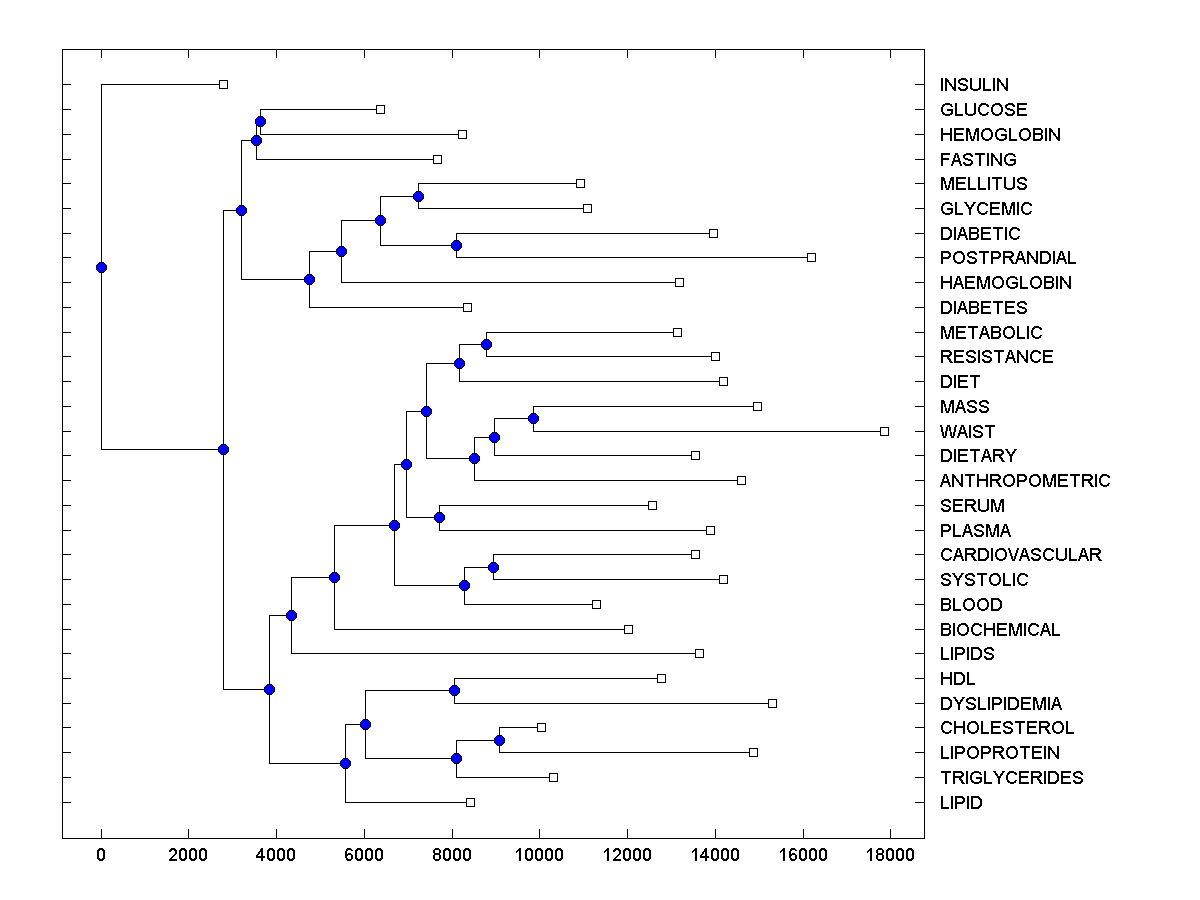 INSULIN
GLUCOSE
HEMOGLOBIN
FASTING
MELLITUS
GLYCEMIC
DIABETIC
POSTPRANDIAL
HAEMOGLOBIN
DIABETES
METABOLIC
RESISTANCE
DIET
MASS
WAIST
DIETARY
ANTHROPOMETRIC
SERUM
PLASMA
CARDIOVASCULAR
SYSTOLIC
BLOOD
BIOCHEMICAL
LIPIDS
HDL
DYSLIPIDEMIA
CHOLESTEROL
LIPOPROTEIN
TRIGLYCERIDES
LIPID
0 2000 4000 6000 8000 10000 12000 14000 16000 18000